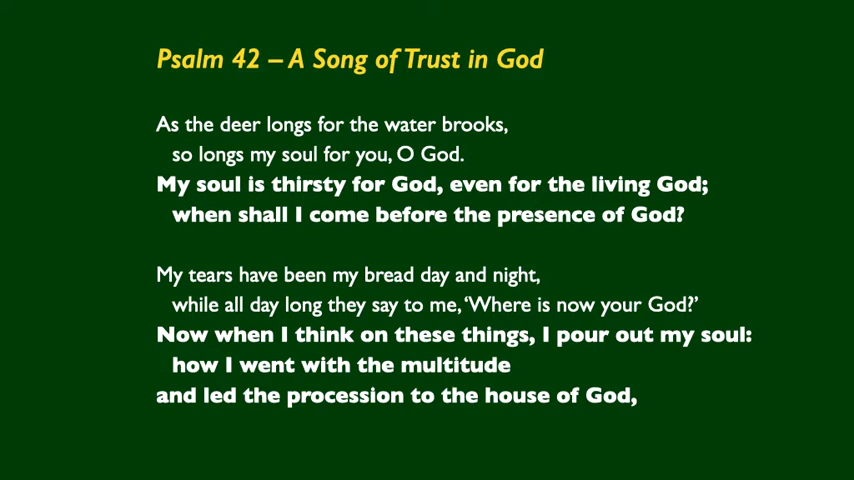 Psalm 42 – A Song of Trust in God
As the deer longs for the water brooks,
so longs my soul for you, O God.
My soul is thirsty for God, even for the living God;
when shall I come before the presence of God?
My tears have been my bread day and night,
while all day long they say to me, ‘Where is now your God?’
Now when I think on these things, I pour out my soul:
how I went with the multitude
and led the procession to the house of God,